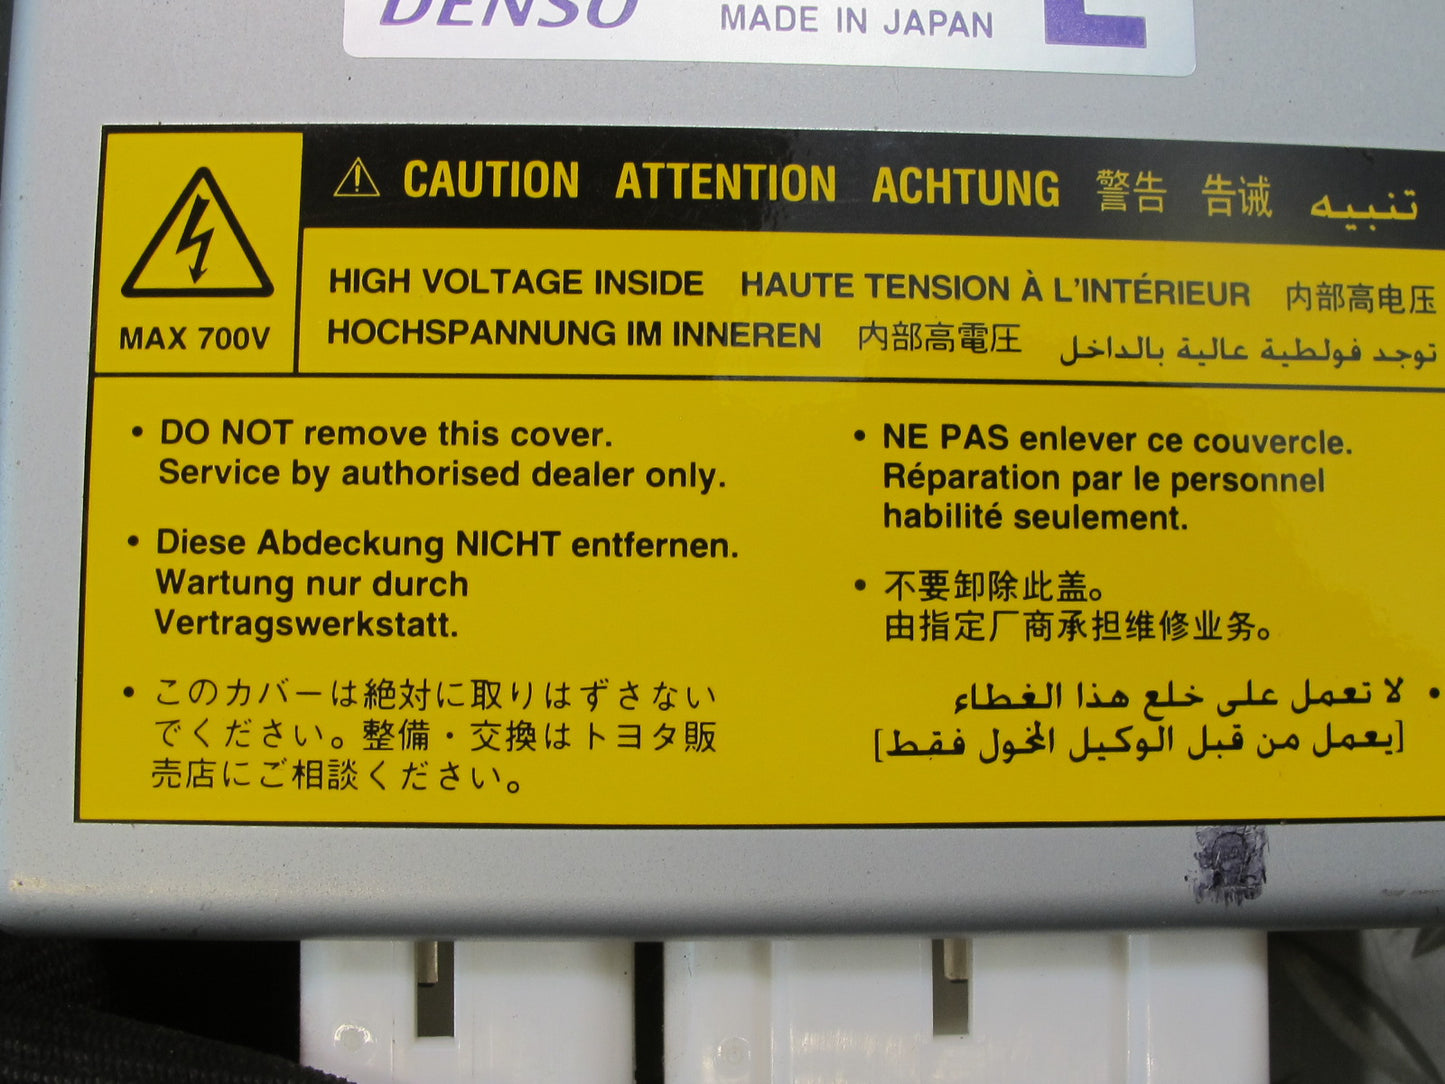 DENSO
MADE IN JAPAN
CAUTION ATTENTION ACHTUNG 警告 告诫 تنبيه
HIGH VOLTAGE INSIDE HAUTE TENSION À L'INTÉRIEUR 内部高电压
HOCHSPANNUNG IM INNEREN 内部高電圧 توجد فولطية عالية بالداخل
MAX 700V
• DO NOT remove this cover.
Service by authorised dealer only.
• Diese Abdeckung NICHT entfernen.
Wartung nur durch
Vertragswerkstatt.
• このカバーは絶対に取りはずさない
でください。整備・交換はトヨタ販
売店にご相談ください。
• NE PAS enlever ce couvercle.
Réparation par le personnel
habilité seulement.
• 不要卸除此盖。
由指定厂商承担维修业务。
• لا تعمل على خلع هذا الغطاء
[يعمل من قبل الوكيل المخول فقط]